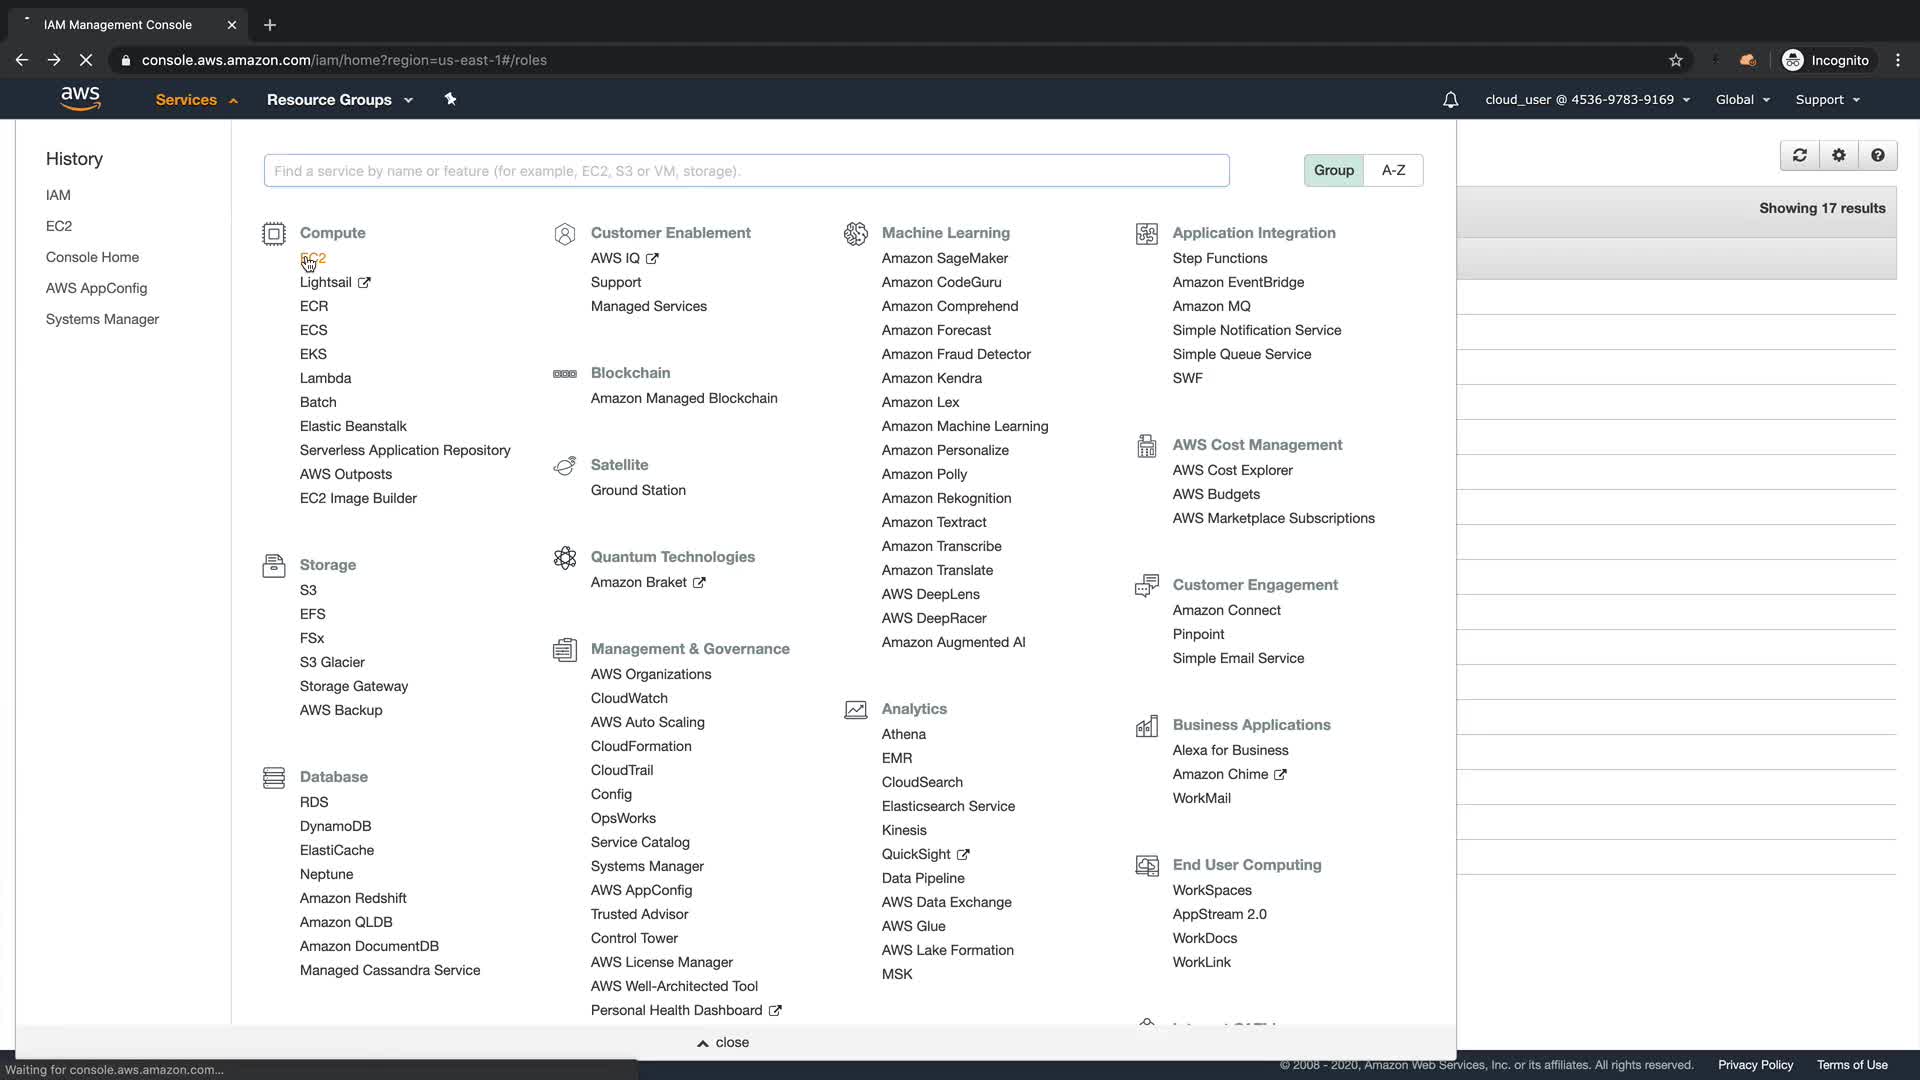 IAM Management Console
console.aws.amazon.com/iam/home?region=us-east-1#/roles
Incognito
aws
Services
Resource Groups
cloud_user @ 4536-9783-9169
Global
Support
History
IAM
EC2
Console Home
AWS AppConfig
Systems Manager
Find a service by name or feature (for example, EC2, S3 or VM, storage).
Group
A-Z
Showing 17 results
Compute
EC2
Lightsail
ECR
ECS
EKS
Lambda
Batch
Elastic Beanstalk
Serverless Application Repository
AWS Outposts
EC2 Image Builder
Storage
S3
EFS
FSx
S3 Glacier
Storage Gateway
AWS Backup
Database
RDS
DynamoDB
ElastiCache
Neptune
Amazon Redshift
Amazon QLDB
Amazon DocumentDB
Managed Cassandra Service
Customer Enablement
AWS IQ
Support
Managed Services
Blockchain
Amazon Managed Blockchain
Satellite
Ground Station
Quantum Technologies
Amazon Braket
Management & Governance
AWS Organizations
CloudWatch
AWS Auto Scaling
CloudFormation
CloudTrail
Config
OpsWorks
Service Catalog
Systems Manager
AWS AppConfig
Trusted Advisor
Control Tower
AWS License Manager
AWS Well-Architected Tool
Personal Health Dashboard
Machine Learning
Amazon SageMaker
Amazon CodeGuru
Amazon Comprehend
Amazon Forecast
Amazon Fraud Detector
Amazon Kendra
Amazon Lex
Amazon Machine Learning
Amazon Personalize
Amazon Polly
Amazon Rekognition
Amazon Textract
Amazon Transcribe
Amazon Translate
AWS DeepLens
AWS DeepRacer
Amazon Augmented AI
Analytics
Athena
EMR
CloudSearch
Elasticsearch Service
Kinesis
QuickSight
Data Pipeline
AWS Data Exchange
AWS Glue
AWS Lake Formation
MSK
Application Integration
Step Functions
Amazon EventBridge
Amazon MQ
Simple Notification Service
Simple Queue Service
SWF
AWS Cost Management
AWS Cost Explorer
AWS Budgets
AWS Marketplace Subscriptions
Customer Engagement
Amazon Connect
Pinpoint
Simple Email Service
Business Applications
Alexa for Business
Amazon Chime
WorkMail
End User Computing
WorkSpaces
AppStream 2.0
WorkDocs
WorkLink
close
Waiting for console.aws.amazon.com...
© 2008 - 2020, Amazon Web Services, Inc. or its affiliates. All rights reserved.
Privacy Policy
Terms of Use